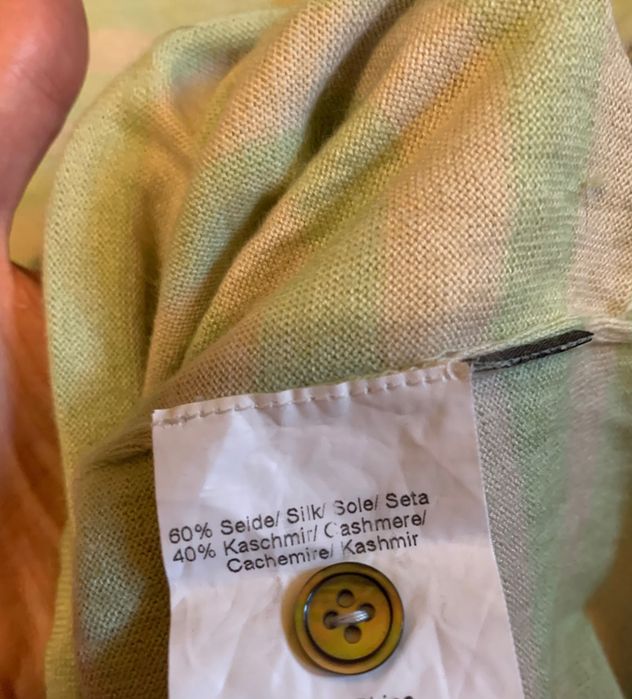 60% Seide/ Silk/ Sole/ Seta
40% Kaschmir/ Cashmere/
Cachemire/ Kashmir